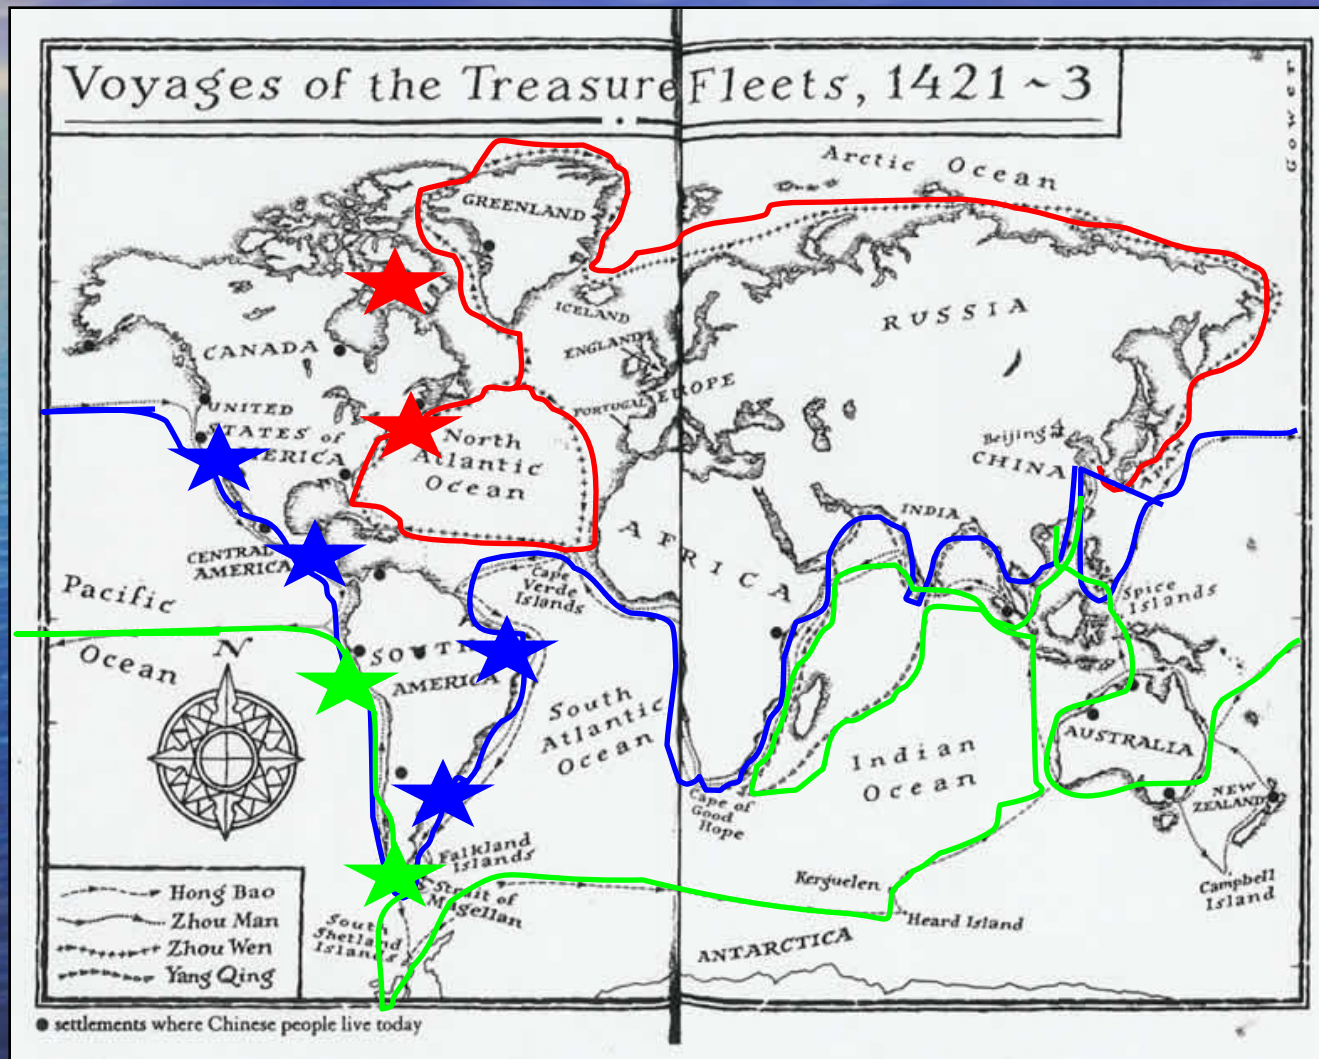 Voyages of the Treasure Fleets, 1421~3
GOWET
Arctic Ocean
GREENLAND
ICELAND
RUSSIA
CANADA
ENGLAND
EUROPE
PORTUGAL
UNITED
STATES of
AMERICA
North
Atlantic
Ocean
Beijing
CHINA
INDIA
AFRICA
CENTRAL
AMERICA
Cape
Verde
Islands
Spice
Islands
Pacific
Ocean
N
SOUTH
AMERICA
South
Atlantic
Ocean
Indian
Ocean
AUSTRALIA
NEW
ZEALAND
Cape of
Good
Hope
Falkland
Islands
Strait of
Magellan
South
Shetland
Islands
Kerguelen
Heard Island
Campbell
Island
ANTARCTICA
Hong Bao
Zhou Man
Zhou Wen
Yang Qing
● settlements where Chinese people live today